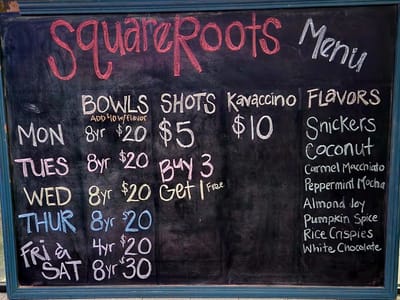 SquareRoots Menu
BOWLS SHOTS Kavaccino FLAVORS
MON 8yr $20 $5 $10 Snickers
Coconut
TUES 8yr $20 Buy 3 Carmel Macchiato
Peppermint Mocha
WED 8yr $20 Get 1 Free Almond Joy
THUR 8yr $20 Pumpkin Spice
Fri & 4yr $20 Rice Crispies
SAT 8yr $30 White Chocolate